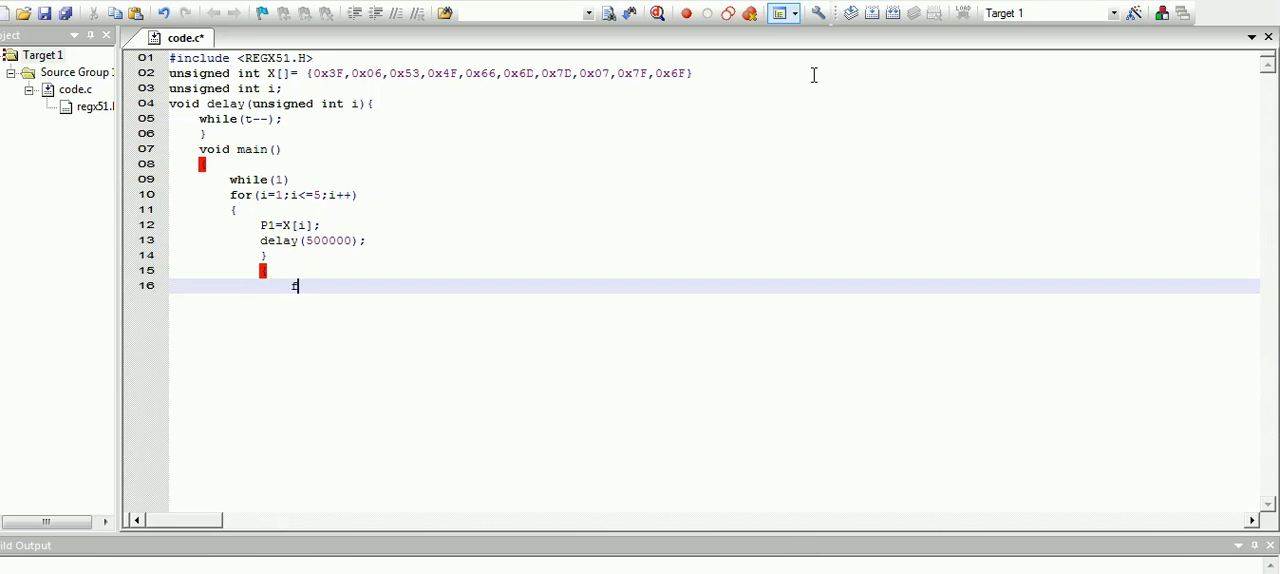 Target 1
ject
code.c*
Target 1
Source Group 1
code.c
regx51.h
01 #include <REGX51.H>
02 unsigned int X[]= {0x3F,0x06,0x53,0x4F,0x66,0x6D,0x7D,0x07,0x7F,0x6F}
03 unsigned int i;
04 void delay(unsigned int i){
05 while(t--);
06 }
07 void main()
08 {
09 while(1)
10 for(i=1;i<=5;i++)
11 {
12 P1=X[i];
13 delay(500000);
14 }
15 {
16 f
ild Output